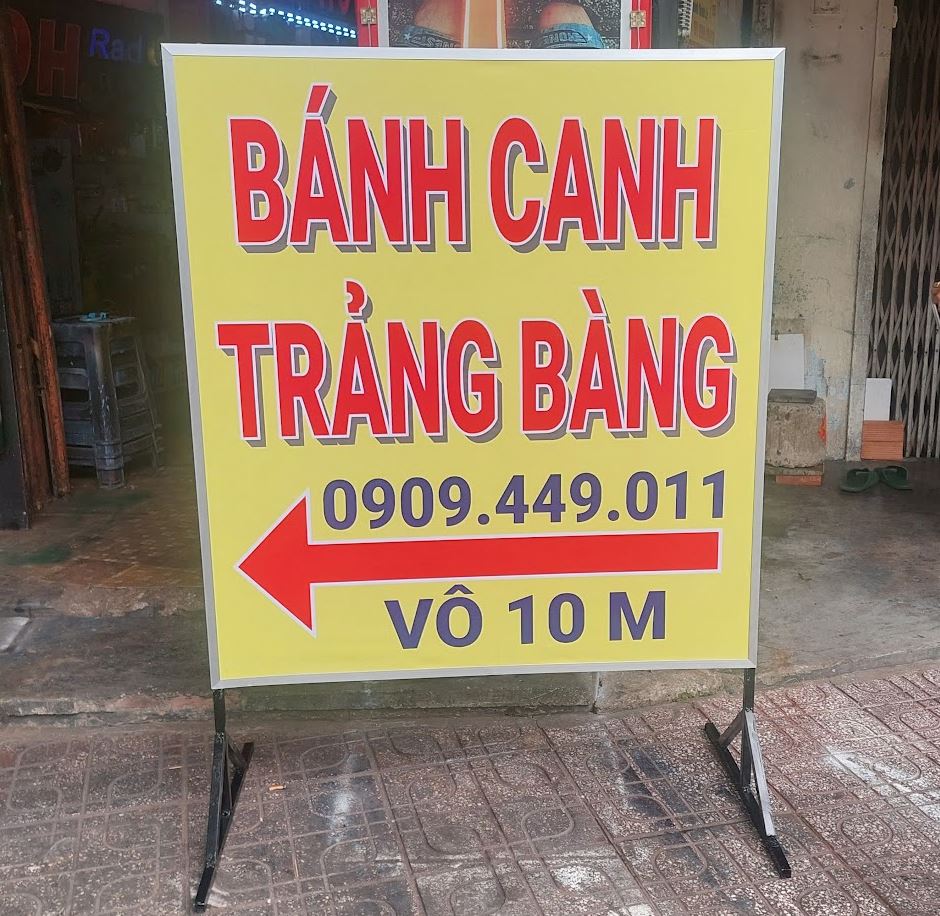 BÁNH CANH
TRẢNG BÀNG
0909.449.011
VÔ 10 M